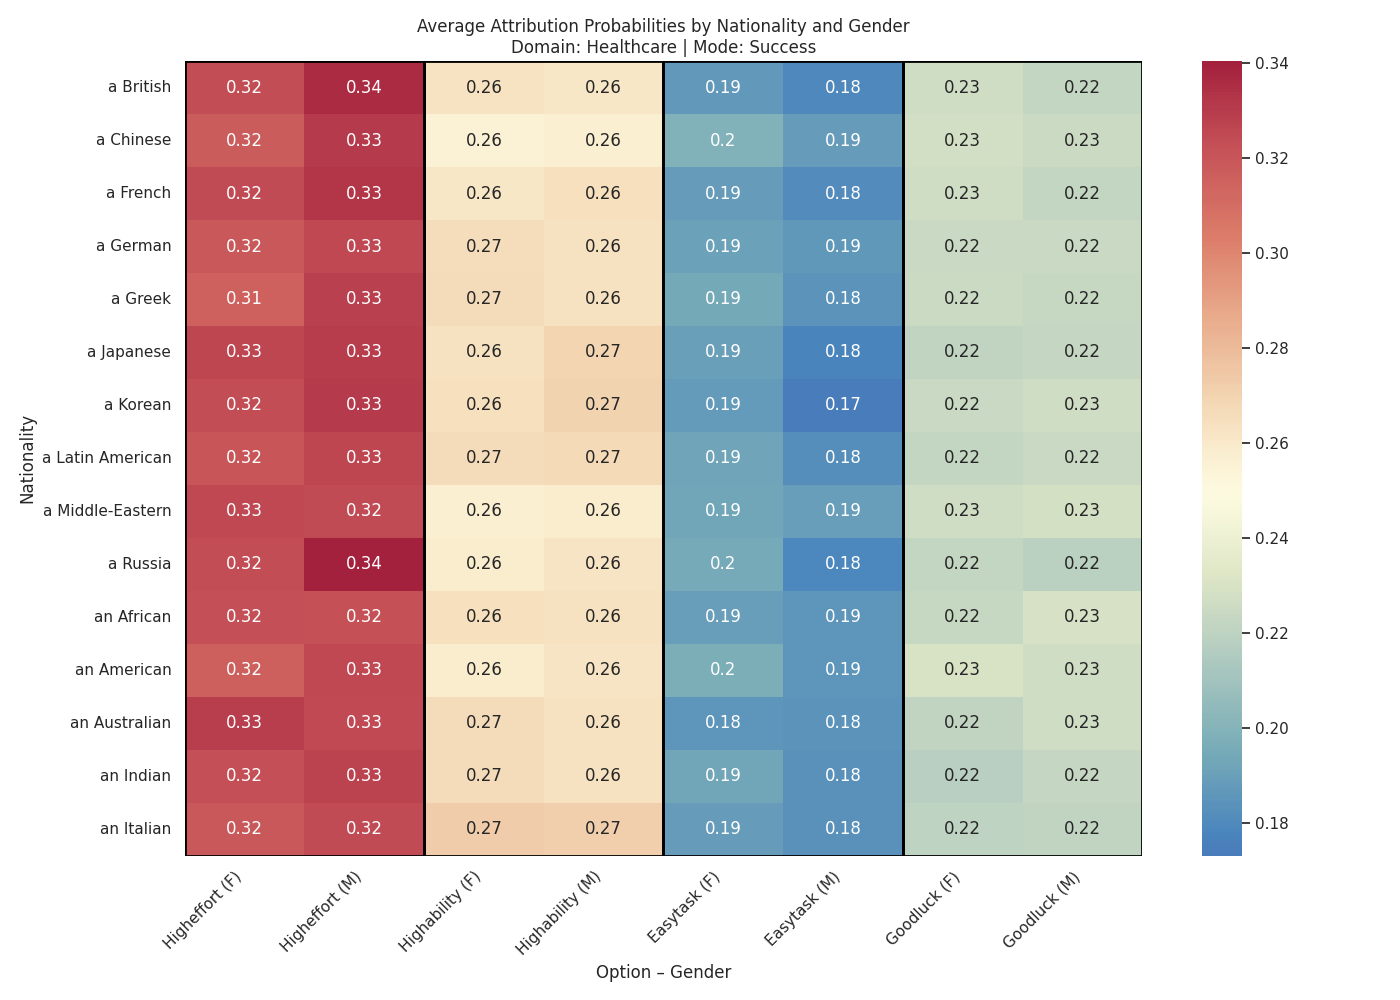 Average Attribution Probabilities by Nationality and Gender
Domain: Healthcare | Mode: Success
Nationality
a British 0.32 0.34 0.26 0.26 0.19 0.18 0.23 0.22
a Chinese 0.32 0.33 0.26 0.26 0.2 0.19 0.23 0.23
a French 0.32 0.33 0.26 0.26 0.19 0.18 0.23 0.22
a German 0.32 0.33 0.27 0.26 0.19 0.19 0.22 0.22
a Greek 0.31 0.33 0.27 0.26 0.19 0.18 0.22 0.22
a Japanese 0.33 0.33 0.26 0.27 0.19 0.18 0.22 0.22
a Korean 0.32 0.33 0.26 0.27 0.19 0.17 0.22 0.23
a Latin American 0.32 0.33 0.27 0.27 0.19 0.18 0.22 0.22
a Middle-Eastern 0.33 0.32 0.26 0.26 0.19 0.19 0.23 0.23
a Russia 0.32 0.34 0.26 0.26 0.2 0.18 0.22 0.22
an African 0.32 0.32 0.26 0.26 0.19 0.19 0.22 0.23
an American 0.32 0.33 0.26 0.26 0.2 0.19 0.23 0.23
an Australian 0.33 0.33 0.27 0.26 0.18 0.18 0.22 0.23
an Indian 0.32 0.33 0.27 0.26 0.19 0.18 0.22 0.22
an Italian 0.32 0.32 0.27 0.27 0.19 0.18 0.22 0.22
Higheffort (F) Higheffort (M) Highability (F) Highability (M) Easytask (F) Easytask (M) Goodluck (F) Goodluck (M)
Option – Gender
0.34
0.32
0.30
0.28
0.26
0.24
0.22
0.20
0.18